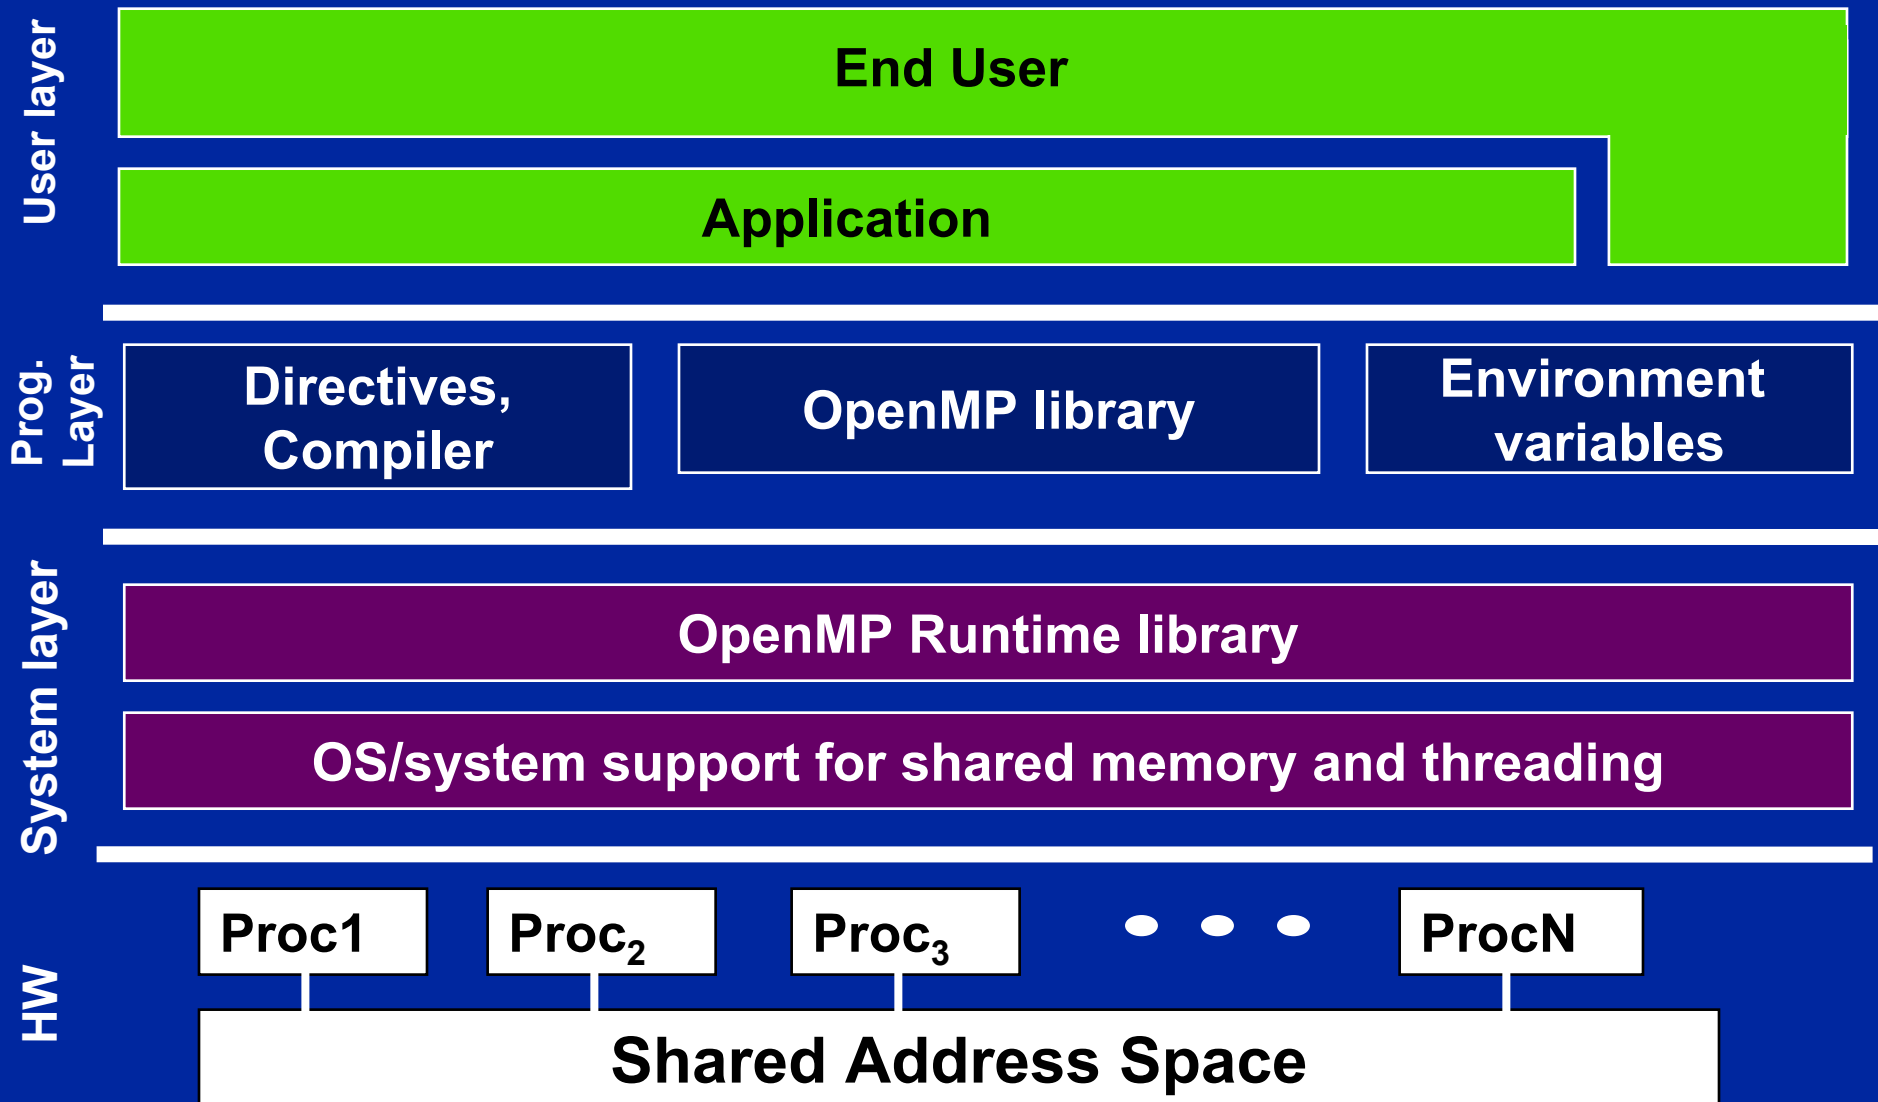 User layer
End User
Application
Prog.
Layer
Directives,
Compiler
OpenMP library
Environment
variables
System layer
OpenMP Runtime library
OS/system support for shared memory and threading
HW
Proc1
Proc₂
Proc₃
ProcN
Shared Address Space